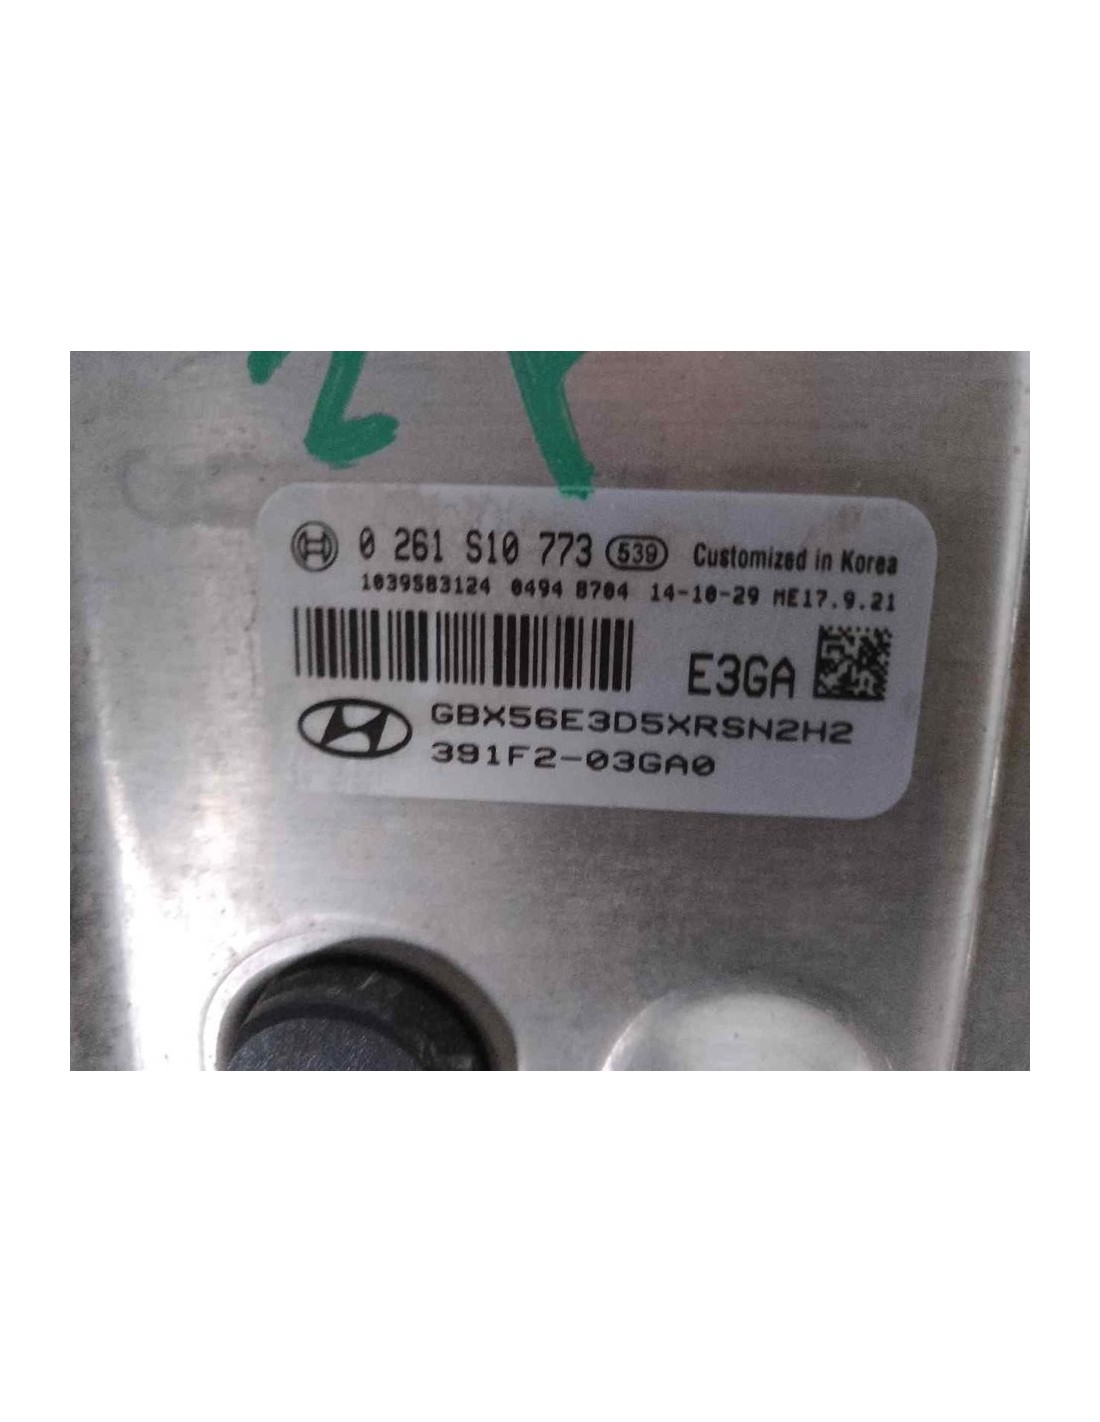 0 261 S10 773 539 Customized in Korea
1039S83124 0494 8704 14-10-29 ME17.9.21
E3GA
GBX56E3D5XRSN2H2
391F2-03GA0